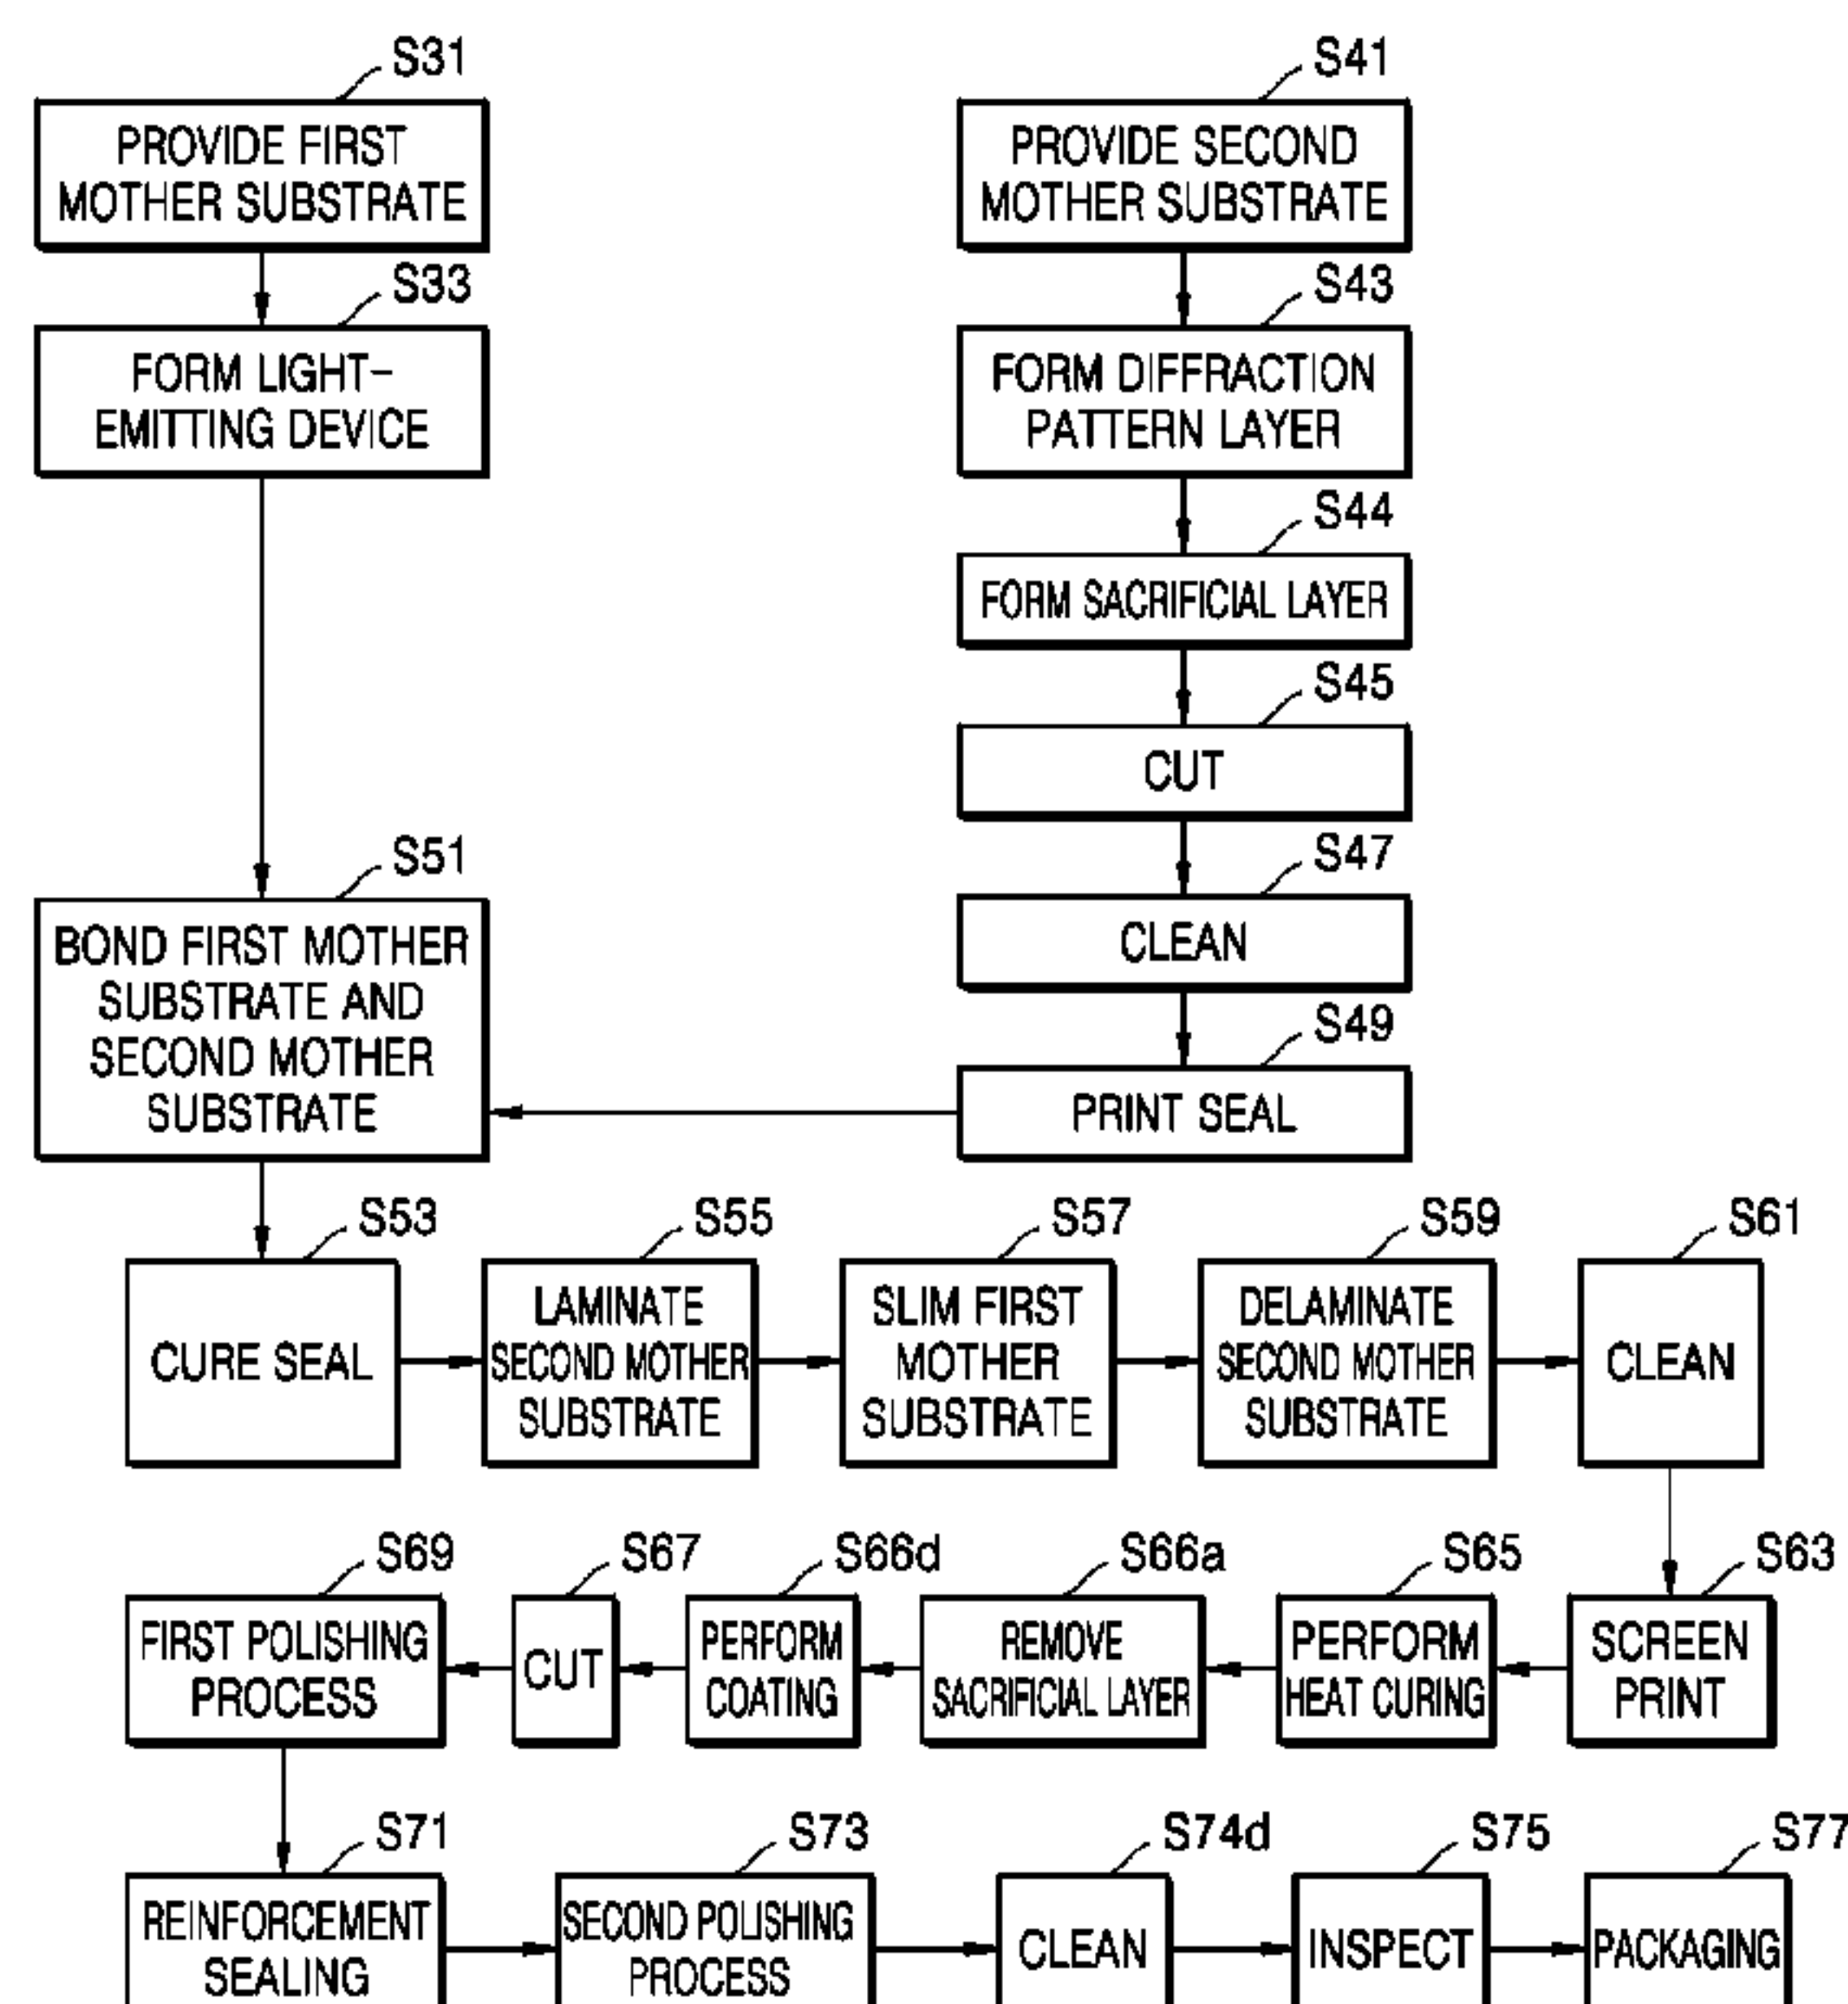 S31
PROVIDE FIRST
MOTHER SUBSTRATE
S33
FORM LIGHT-
EMITTING DEVICE
S41
PROVIDE SECOND
MOTHER SUBSTRATE
S43
FORM DIFFRACTION
PATTERN LAYER
S44
FORM SACRIFICIAL LAYER
S45
CUT
S47
CLEAN
S49
PRINT SEAL
S51
BOND FIRST MOTHER
SUBSTRATE AND
SECOND MOTHER
SUBSTRATE
S53
CURE SEAL
S55
LAMINATE
SECOND MOTHER
SUBSTRATE
S57
SLIM FIRST
MOTHER
SUBSTRATE
S59
DELAMINATE
SECOND MOTHER
SUBSTRATE
S61
CLEAN
S63
SCREEN
PRINT
S65
PERFORM
HEAT CURING
S66a
REMOVE
SACRIFICIAL LAYER
S66d
PERFORM
COATING
S67
CUT
S69
FIRST POLISHING
PROCESS
S71
REINFORCEMENT
SEALING
S73
SECOND POLISHING
PROCESS
S74d
CLEAN
S75
INSPECT
S77
PACKAGING